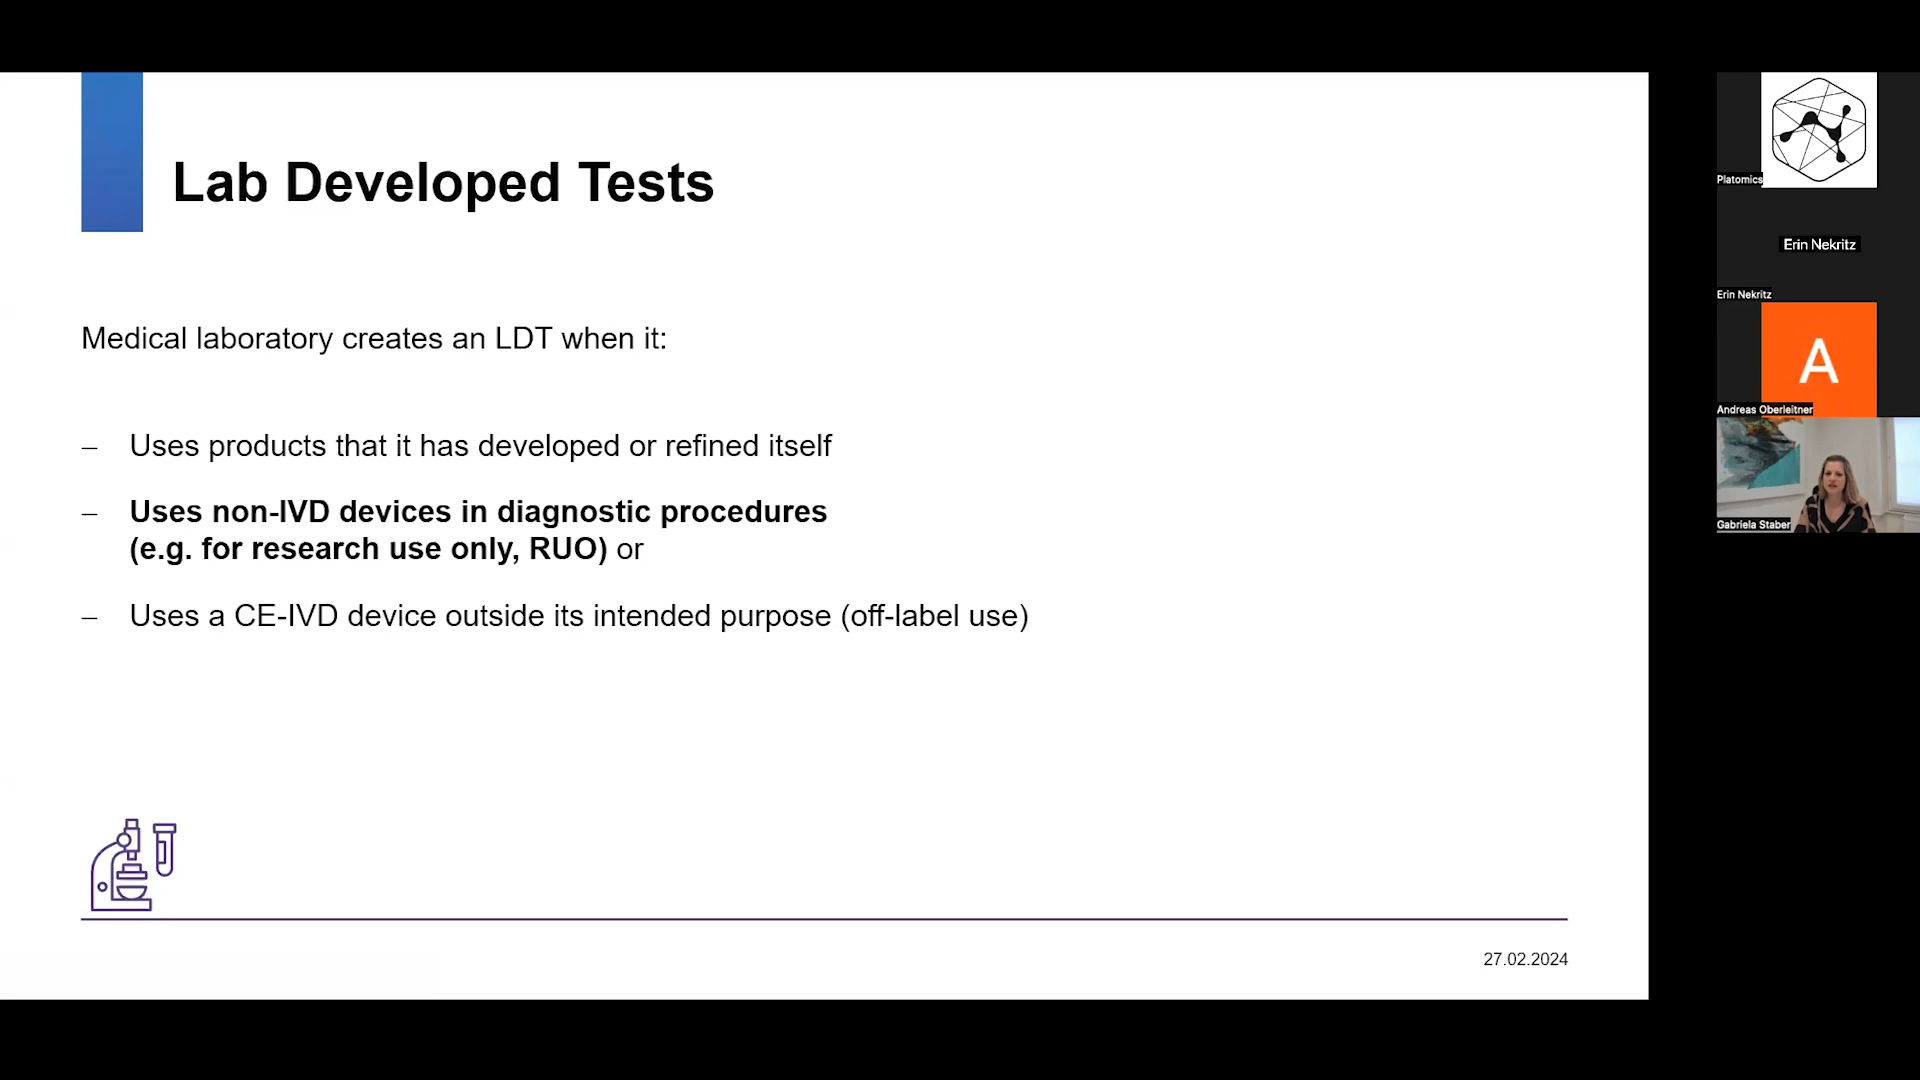 Lab Developed Tests
Medical laboratory creates an LDT when it:
– Uses products that it has developed or refined itself
– Uses non-IVD devices in diagnostic procedures
(e.g. for research use only, RUO) or
– Uses a CE-IVD device outside its intended purpose (off-label use)
27.02.2024
Platomics
Erin Nekritz
Erin Nekritz
A
Andreas Oberleitner
Gabriela Staber